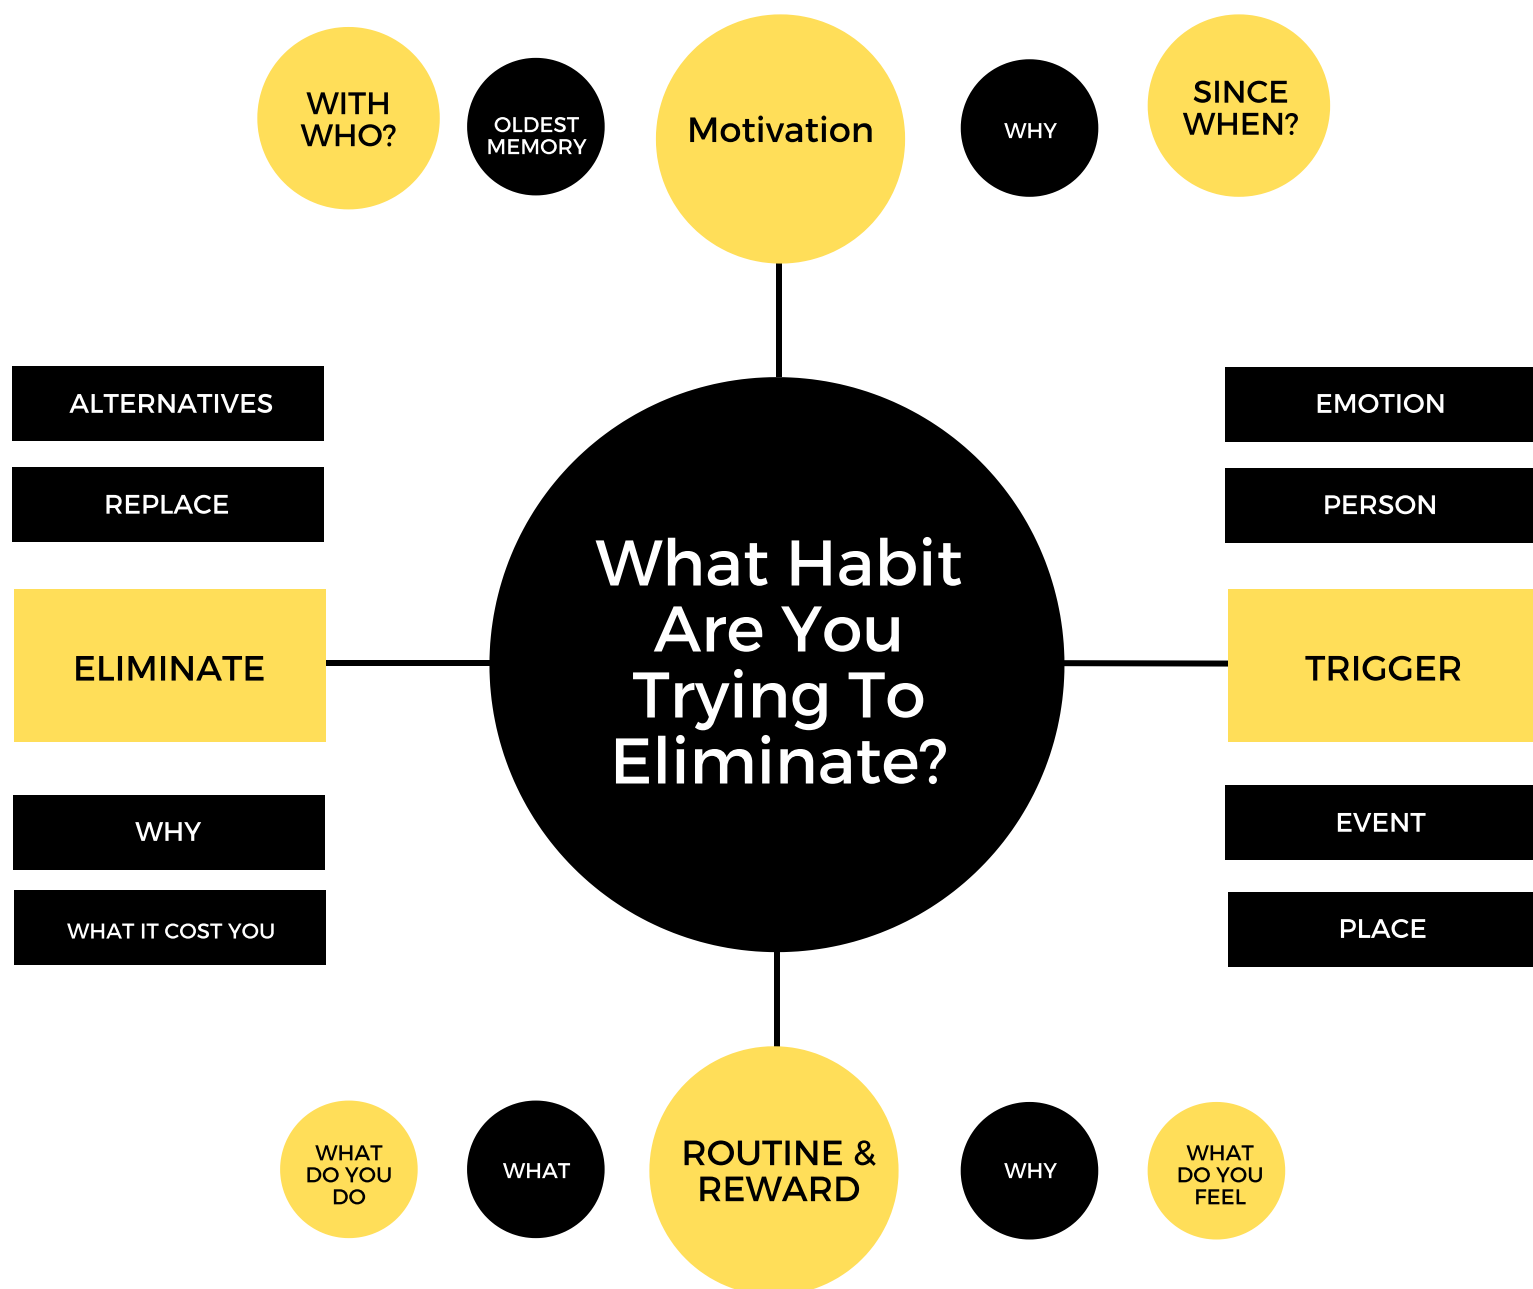 WITH
WHO?
OLDEST
MEMORY
Motivation
WHY
SINCE
WHEN?
ALTERNATIVES
REPLACE
ELIMINATE
WHY
WHAT IT COST YOU
What Habit
Are You
Trying To
Eliminate?
EMOTION
PERSON
TRIGGER
EVENT
PLACE
WHAT
DO YOU
DO
WHAT
ROUTINE &
REWARD
WHY
WHAT
DO YOU
FEEL